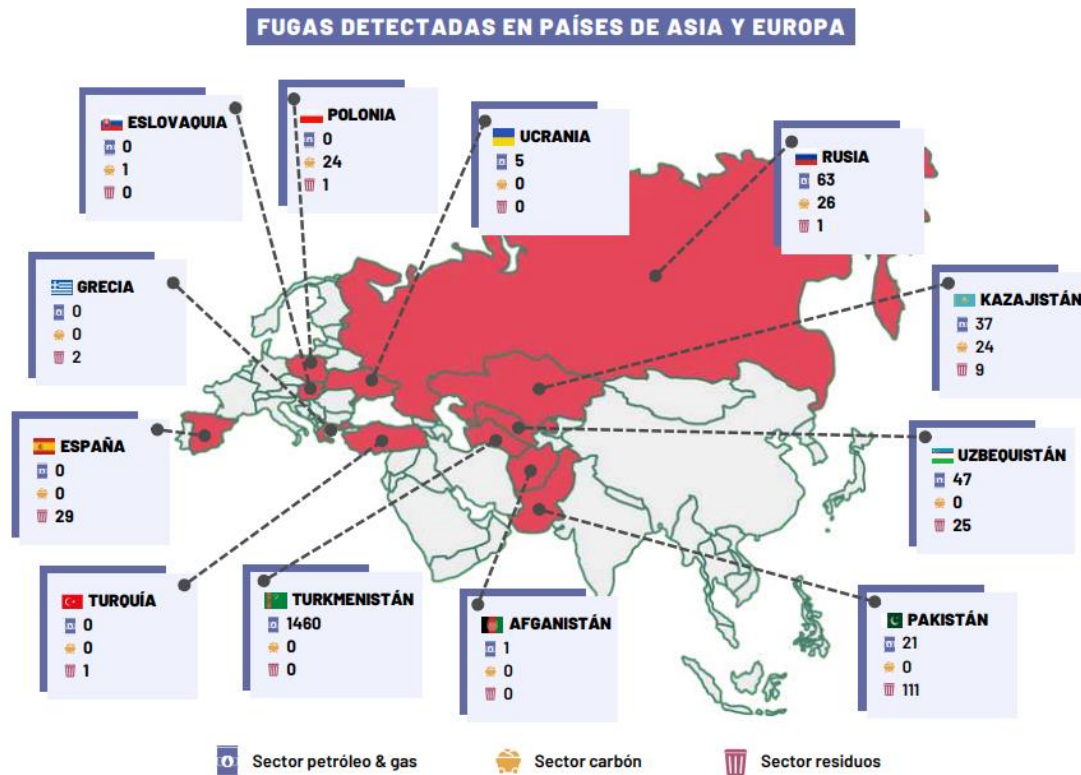 FUGAS DETECTADAS EN PAÍSES DE ASIA Y EUROPA
ESLOVAQUIA
0
1
0
POLONIA
0
24
1
UCRANIA
5
0
0
RUSIA
63
26
1
GRECIA
0
0
2
KAZAJISTÁN
37
24
9
ESPAÑA
0
0
29
UZBEQUISTÁN
47
0
25
TURQUÍA
0
0
1
TURKMENISTÁN
1460
0
0
AFGANISTÁN
1
0
0
PAKISTÁN
21
0
111
Sector petróleo & gas
Sector carbón
Sector residuos